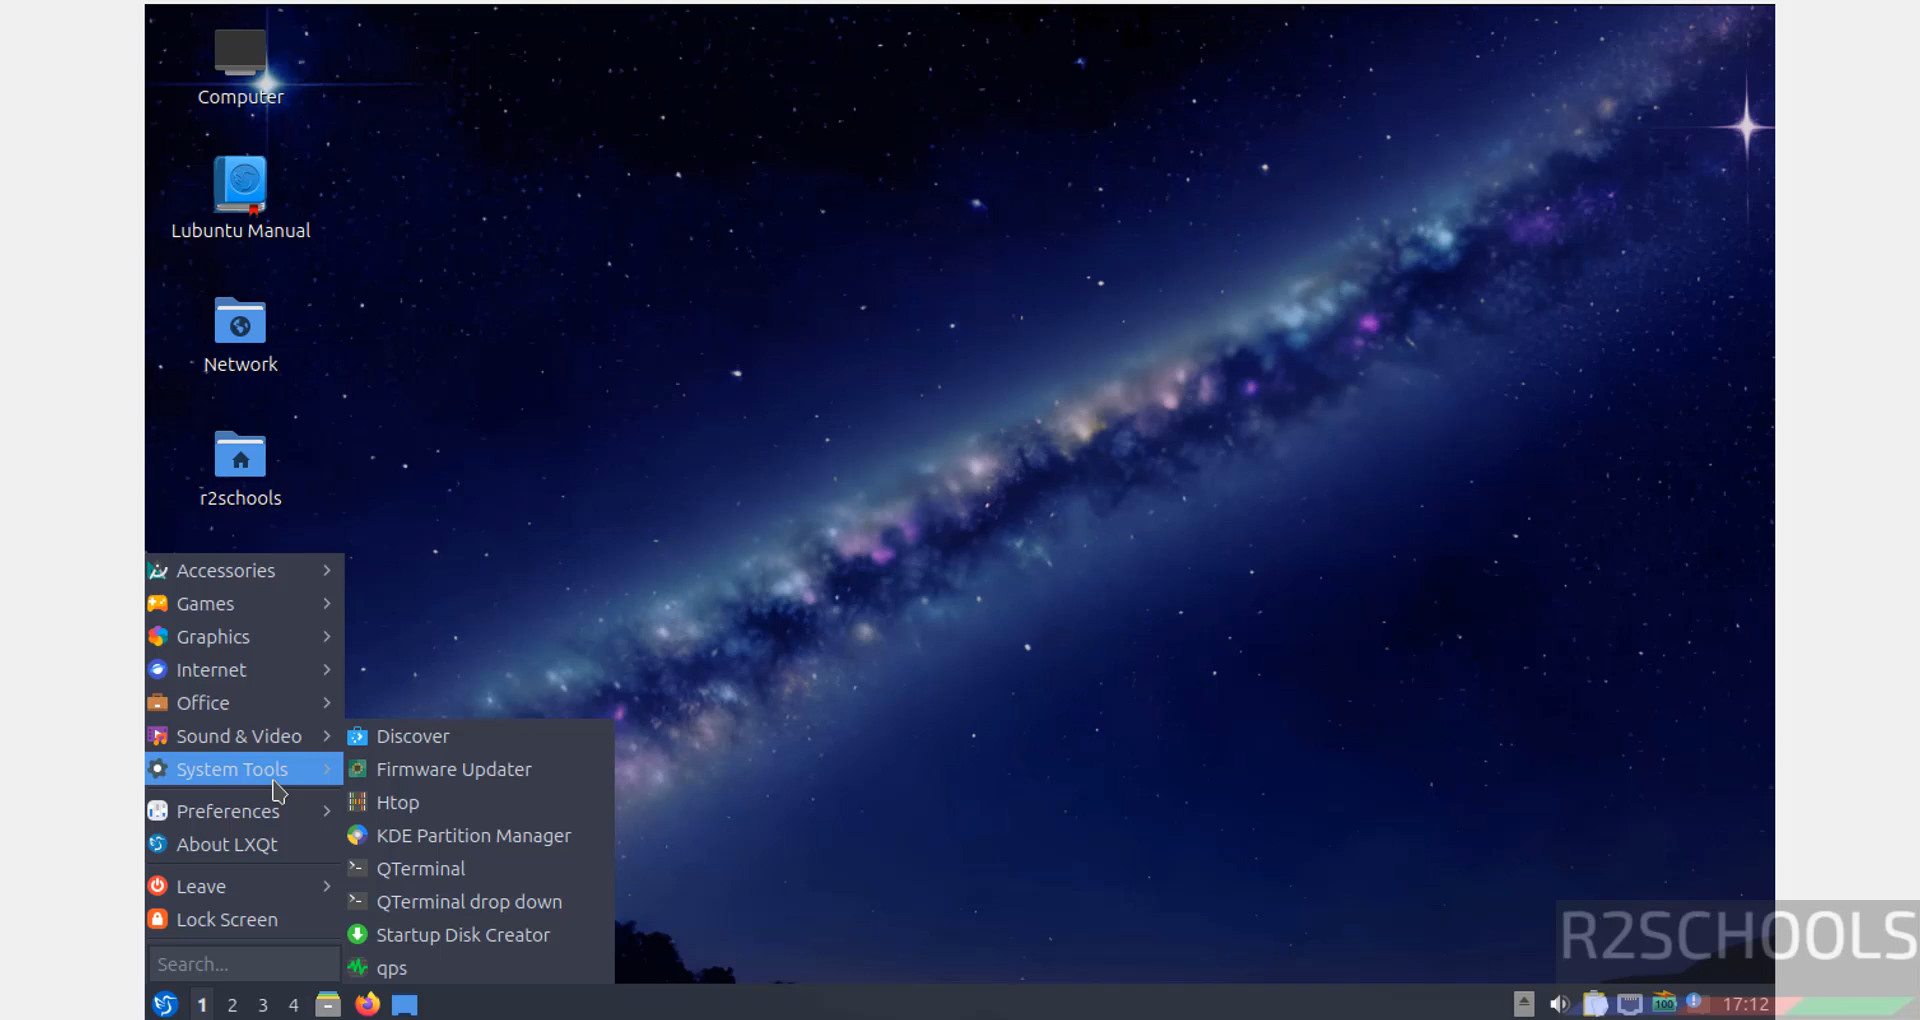 Computer
Lubuntu Manual
Network
r2schools
Accessories
Games
Graphics
Internet
Office
Sound & Video
System Tools
Preferences
About LXQt
Leave
Lock Screen
Search...
Discover
Firmware Updater
Htop
KDE Partition Manager
QTerminal
QTerminal drop down
Startup Disk Creator
qps
R2SCHOOLS
1 2 3 4
100 17:12